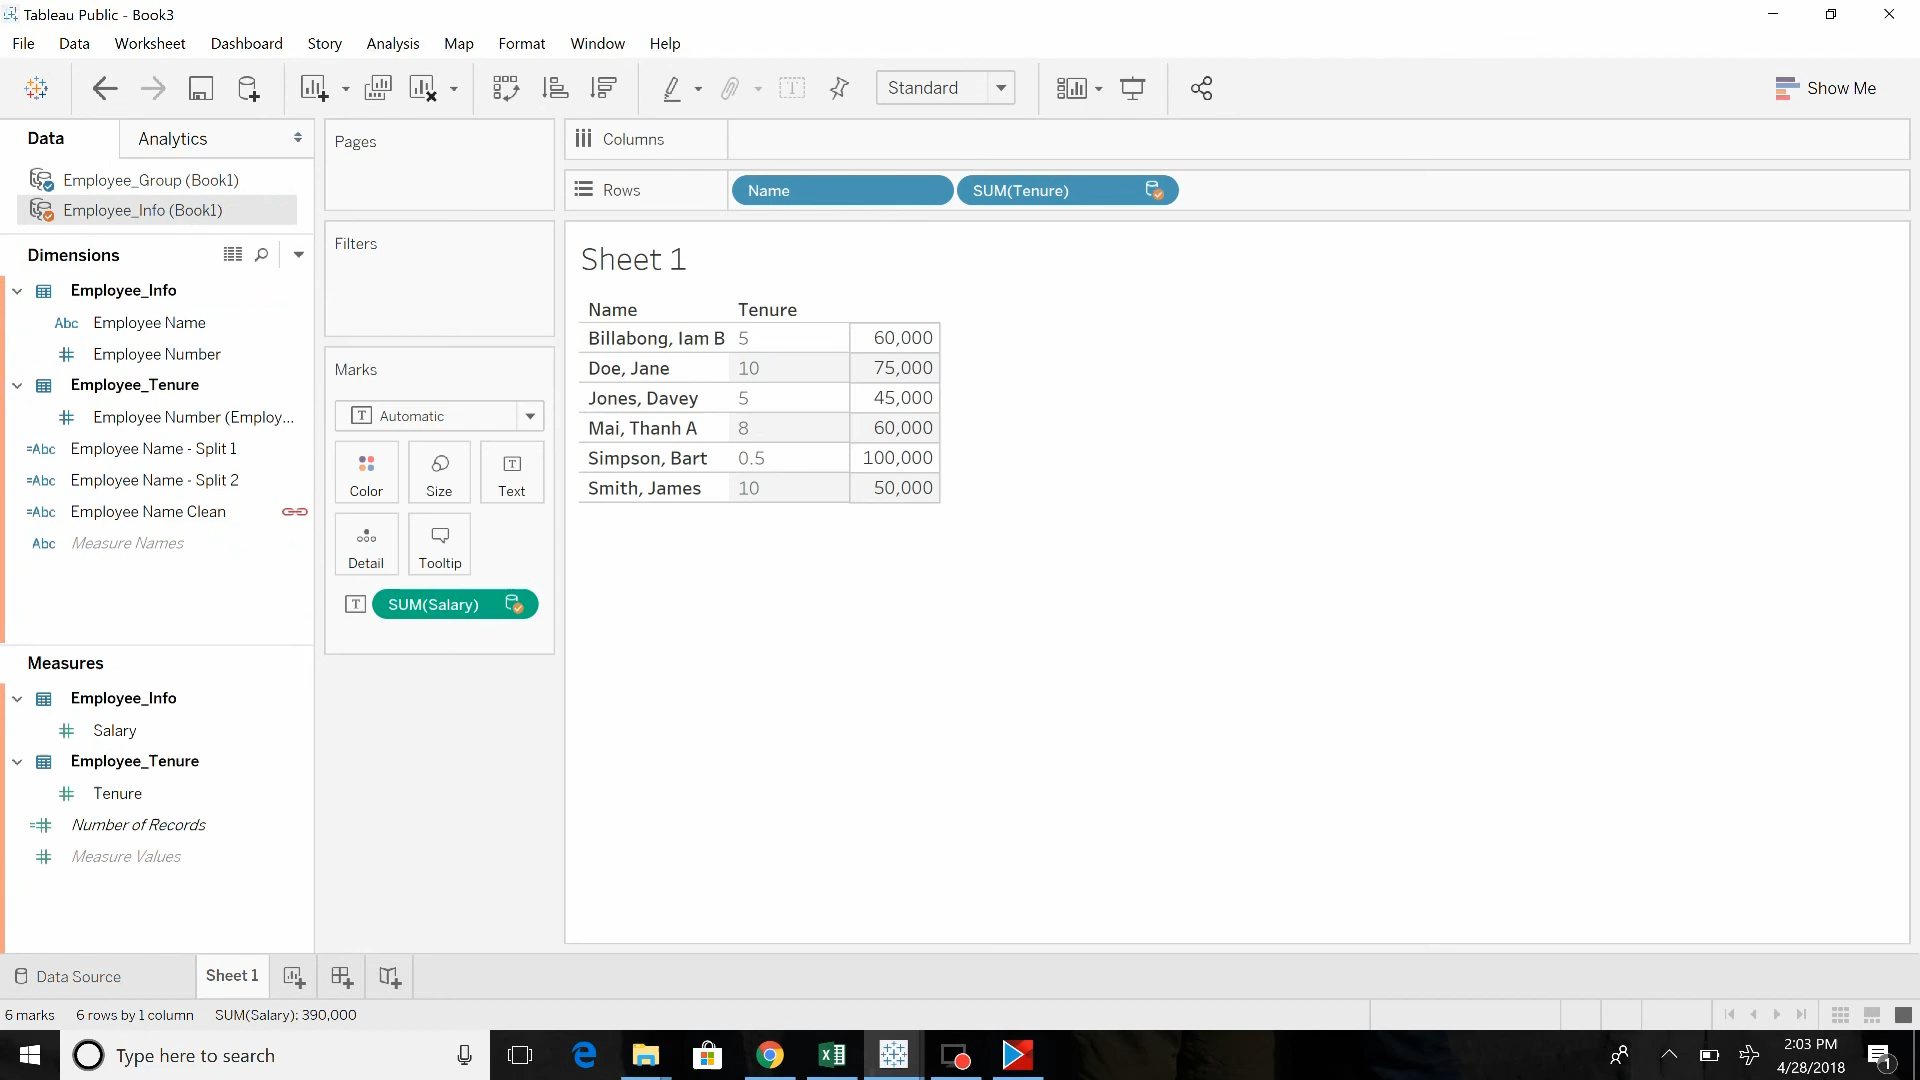 Tableau Public - Book3
File Data Worksheet Dashboard Story Analysis Map Format Window Help
Standard
Show Me
Data
Analytics
Employee_Group (Book1)
Employee_Info (Book1)
Dimensions
Employee_Info
Abc Employee Name
# Employee Number
Employee_Tenure
# Employee Number (Employ...
=Abc Employee Name - Split 1
=Abc Employee Name - Split 2
=Abc Employee Name Clean
Abc Measure Names
Measures
Employee_Info
# Salary
Employee_Tenure
# Tenure
=# Number of Records
# Measure Values
Pages
Filters
Marks
T Automatic
Color
Size
T Text
Detail
Tooltip
T SUM(Salary)
Columns
Rows
Name
SUM(Tenure)
Sheet 1
Name Tenure
Billabong, Iam B 5 60,000
Doe, Jane 10 75,000
Jones, Davey 5 45,000
Mai, Thanh A 8 60,000
Simpson, Bart 0.5 100,000
Smith, James 10 50,000
Data Source
Sheet 1
6 marks 6 rows by 1 column SUM(Salary): 390,000
Type here to search
2:03 PM
4/28/2018
1